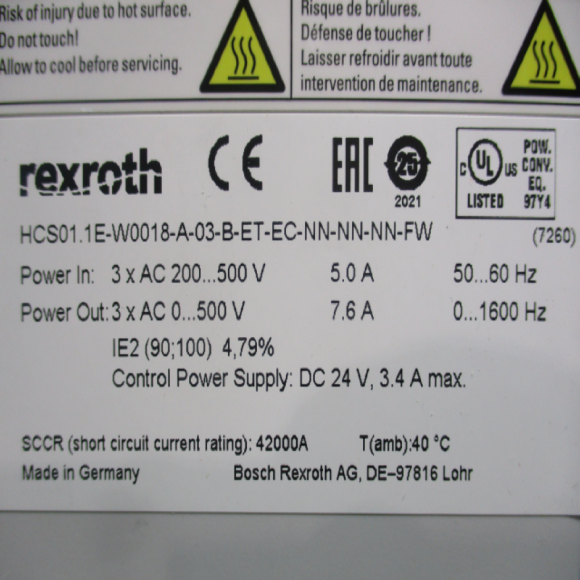 Risk of injury due to hot surface.
Do not touch!
Allow to cool before servicing.
Risque de brûlures.
Défense de toucher !
Laisser refroidir avant toute
intervention de maintenance.
rexroth CE EAC 25 2021 c UL us LISTED POW. CONV. EQ. 97Y4
HCS01.1E-W0018-A-03-B-ET-EC-NN-NN-NN-FW (7260)
Power In: 3 x AC 200...500 V 5.0 A 50...60 Hz
Power Out: 3 x AC 0...500 V 7.6 A 0...1600 Hz
IE2 (90;100) 4,79%
Control Power Supply: DC 24 V, 3.4 A max.
SCCR (short circuit current rating): 42000A T(amb):40 °C
Made in Germany Bosch Rexroth AG, DE–97816 Lohr